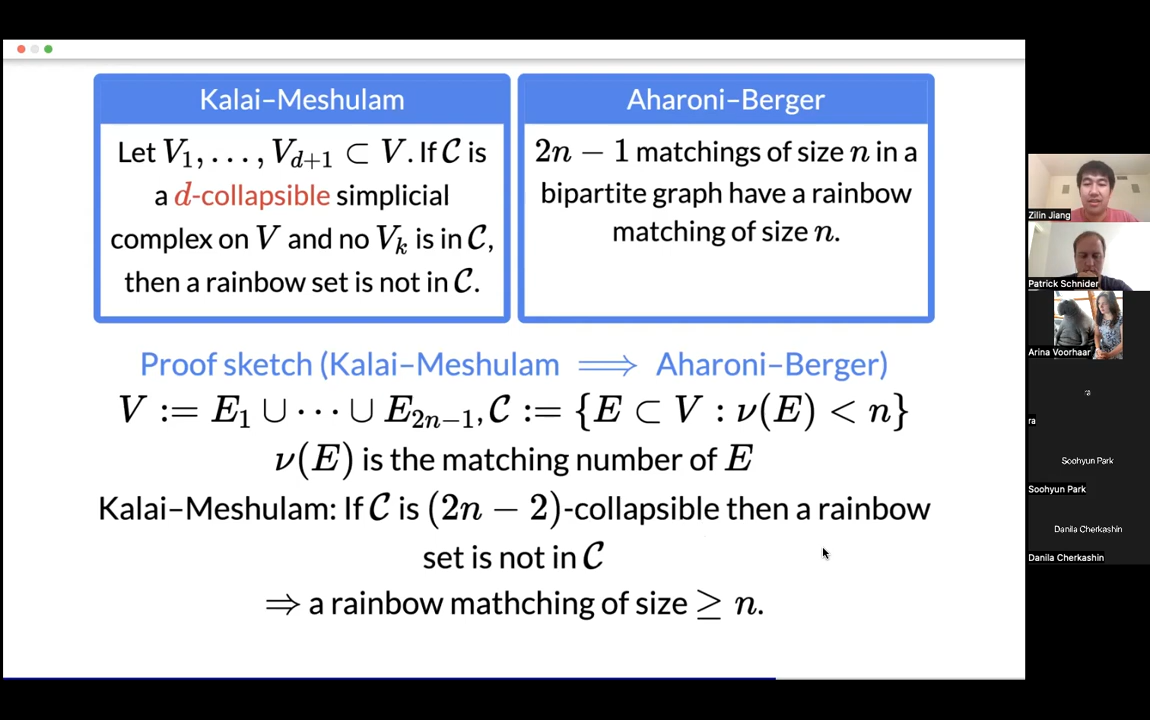 Kalai–Meshulam
Let V₁, . . . , V_{d+1} ⊂ V. If 𝒞 is
a d-collapsible simplicial
complex on V and no Vₖ is in 𝒞,
then a rainbow set is not in 𝒞.
Aharoni–Berger
2n − 1 matchings of size n in a
bipartite graph have a rainbow
matching of size n.
Proof sketch (Kalai–Meshulam ⟹ Aharoni–Berger)
V := E₁ ∪ ⋯ ∪ E_{2n−1}, 𝒞 := {E ⊂ V : ν(E) < n}
ν(E) is the matching number of E
Kalai–Meshulam: If 𝒞 is (2n − 2)-collapsible then a rainbow
set is not in 𝒞
⇒ a rainbow mathching of size ≥ n.
Zilin Jiang
Patrick Schnider
Arina Voorhaar
ra
Soohyun Park
Soohyun Park
Danila Cherkashin
Danila Cherkashin